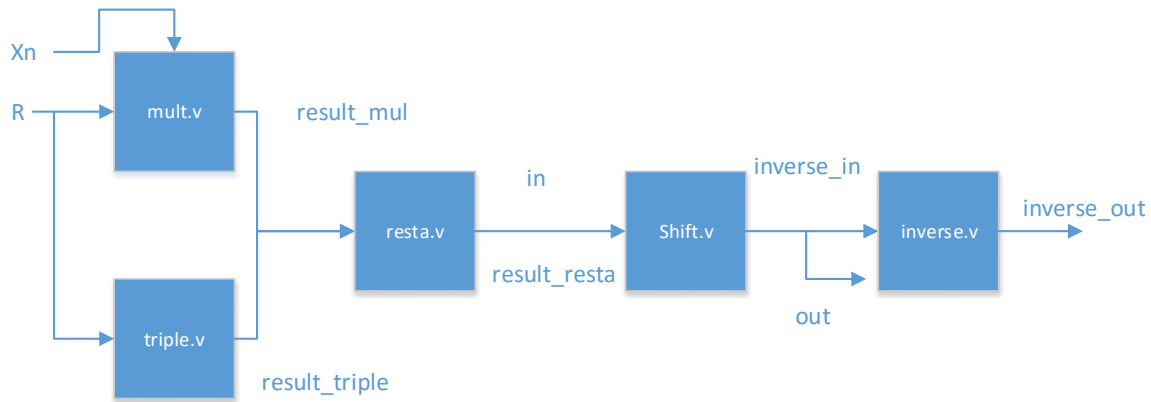 Xn
R
mult.v
result_mul
in
inverse_in
resta.v
Shift.v
inverse.v
inverse_out
result_resta
out
triple.v
result_triple